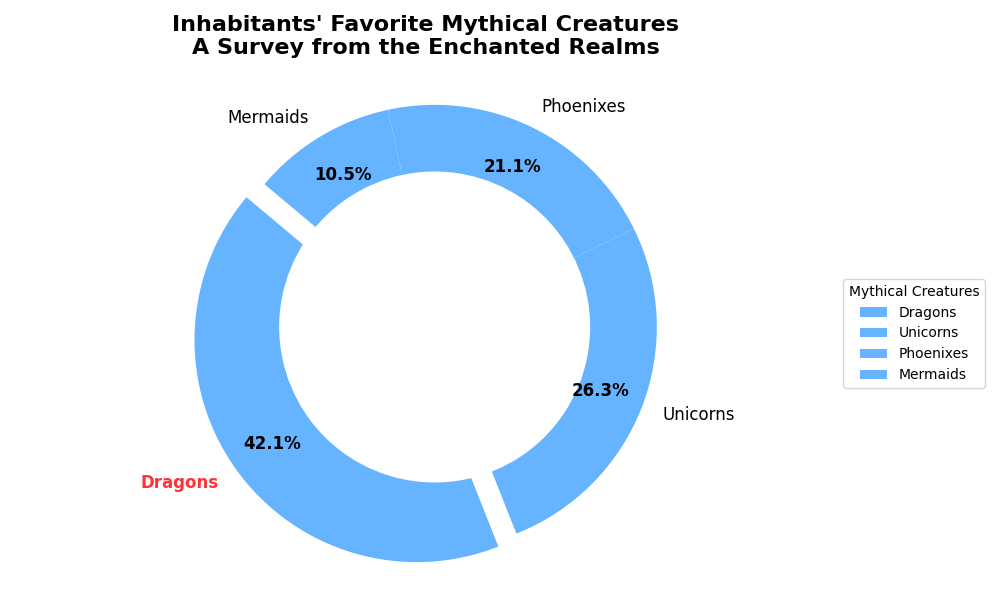 Inhabitants' Favorite Mythical Creatures
A Survey from the Enchanted Realms
Phoenixes
Mermaids
21.1%
10.5%
Mythical Creatures
Dragons
Unicorns
Phoenixes
Mermaids
26.3%
Unicorns
42.1%
Dragons